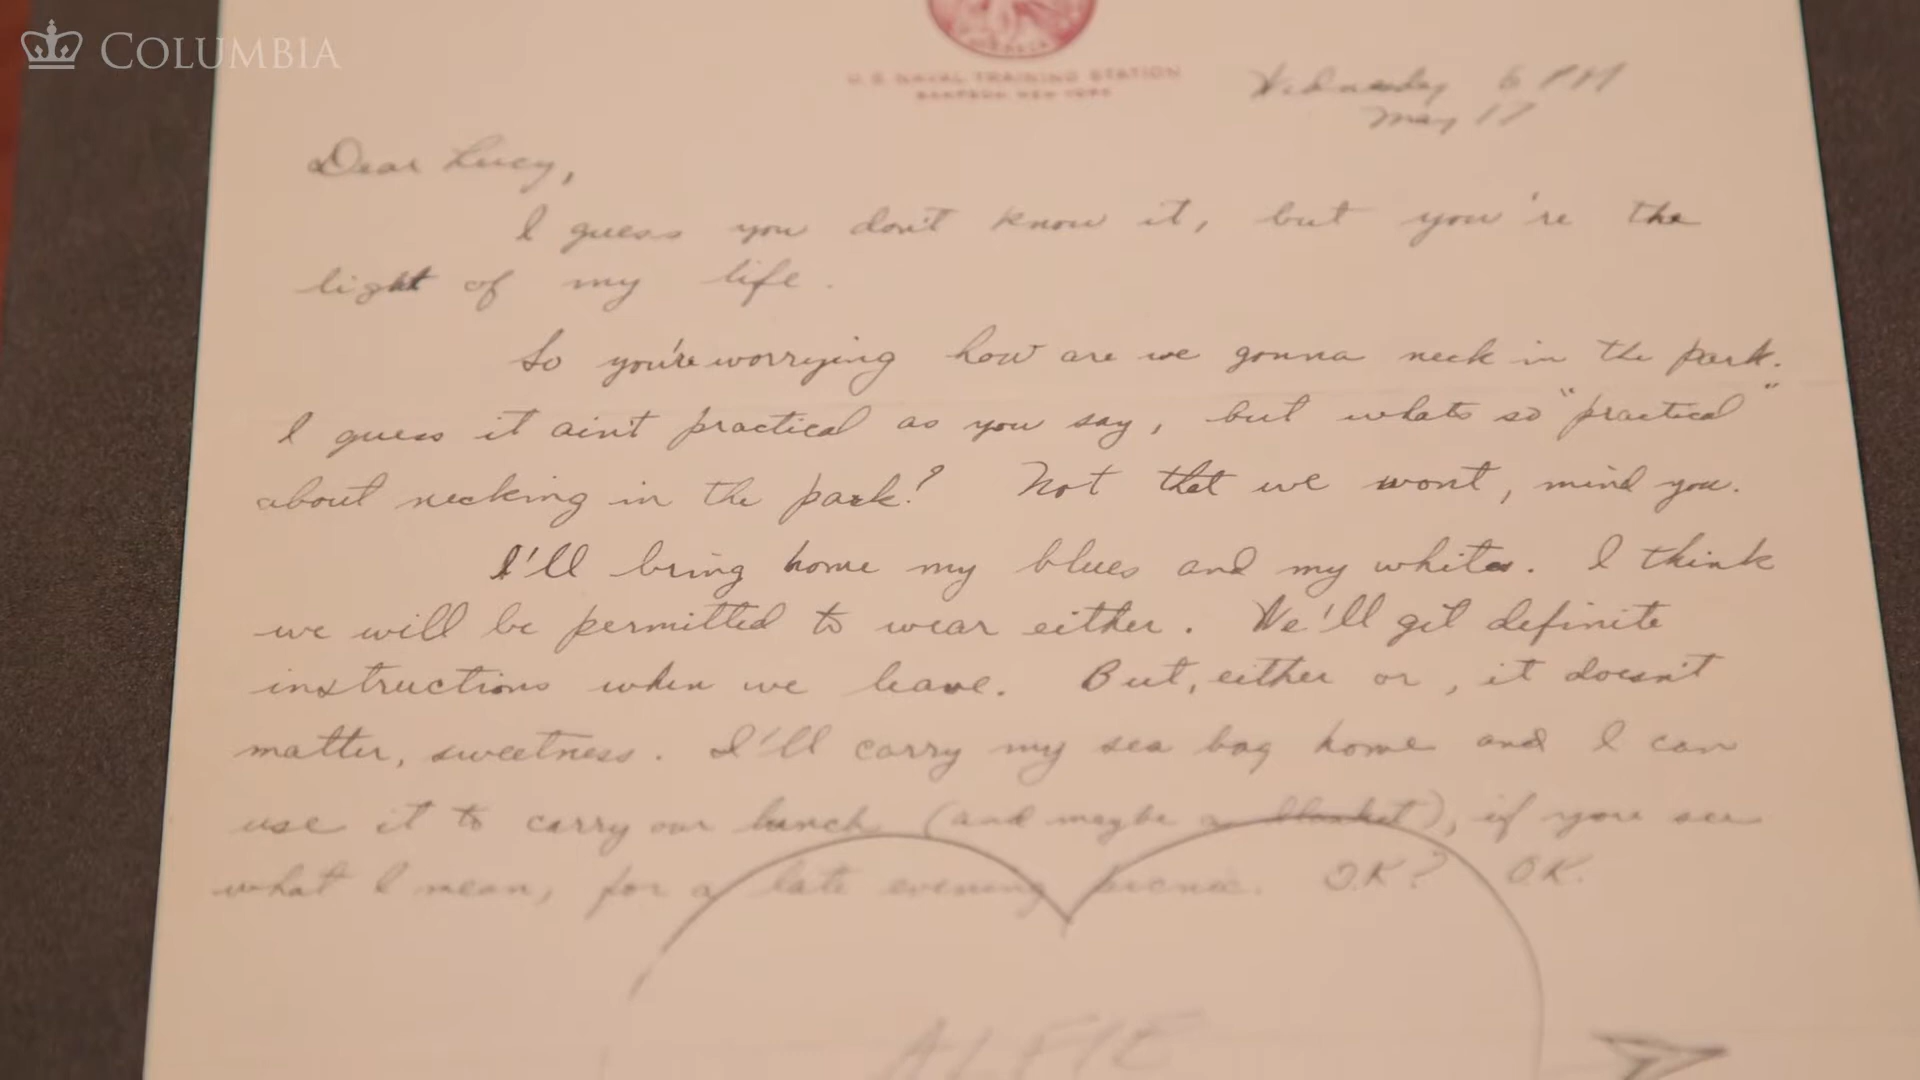 COLUMBIA
U.S. NAVAL TRAINING STATION
SAMPSON NEW YORK
Wednesday 6 PM
May 17
Dear Lucy,
I guess you don't know it, but you're the
light of my life.
So you're worrying how are we gonna neck in the park.
I guess it ain't practical as you say, but whats so "practical"
about necking in the park? Not that we wont, mind you.
I'll bring home my blues and my whites. I think
we will be permitted to wear either. We'll get definite
instructions when we leave. But, either or, it doesn't
matter, sweetness. I'll carry my sea bag home and I can
use it to carry our lunch (and maybe a blanket), if you see
what I mean, for a late evening picnic. O.K? O.K.
ALFIE